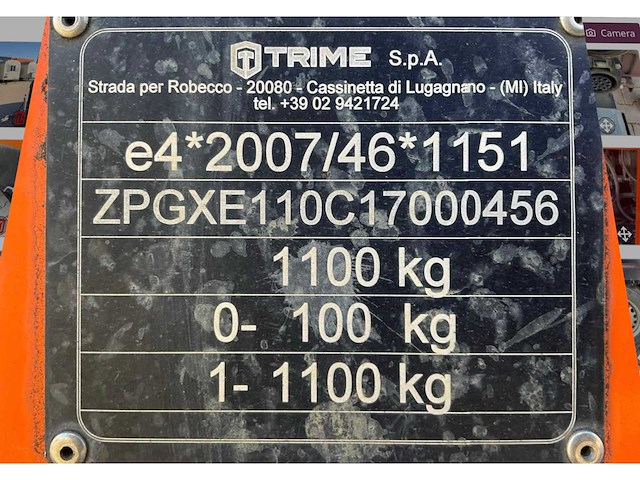 TRIME S.p.A.
Strada per Robecco - 20080 - Cassinetta di Lugagnano - (MI) Italy
tel. +39 02 9421724
e4*2007/46*1151
ZPGXE110C17000456
1100 kg
0- 100 kg
1- 1100 kg
Camera